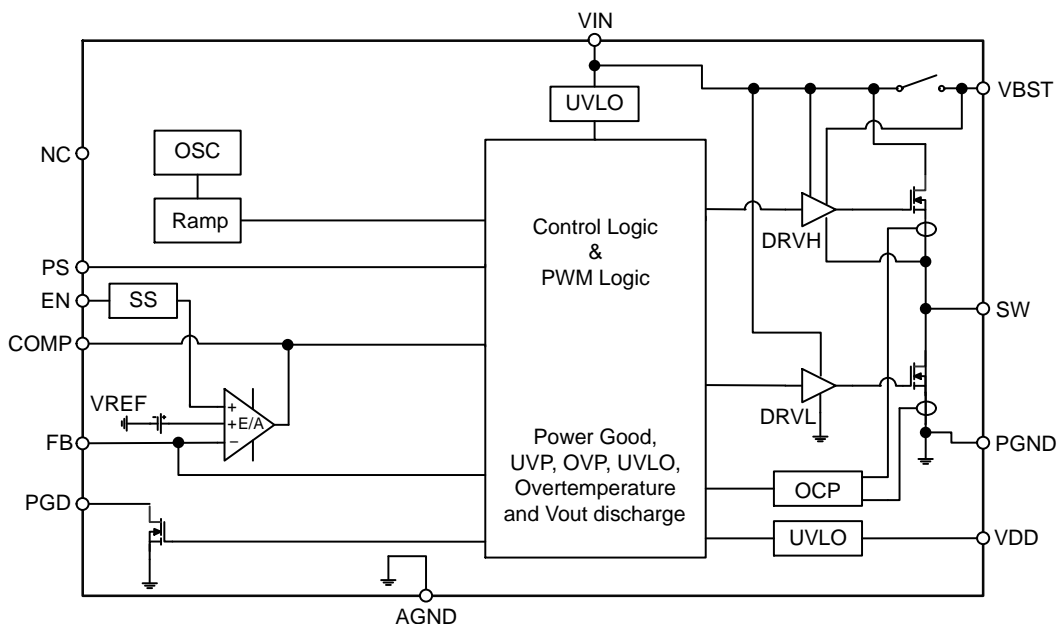 VIN
VBST
UVLO
NC
OSC
Ramp
Control Logic
&
PWM Logic
DRVH
PS
EN
SS
SW
COMP
VREF
+
+E/A
−
DRVL
FB
Power Good,
UVP, OVP, UVLO,
Overtemperature
and Vout discharge
PGND
OCP
PGD
UVLO
VDD
AGND